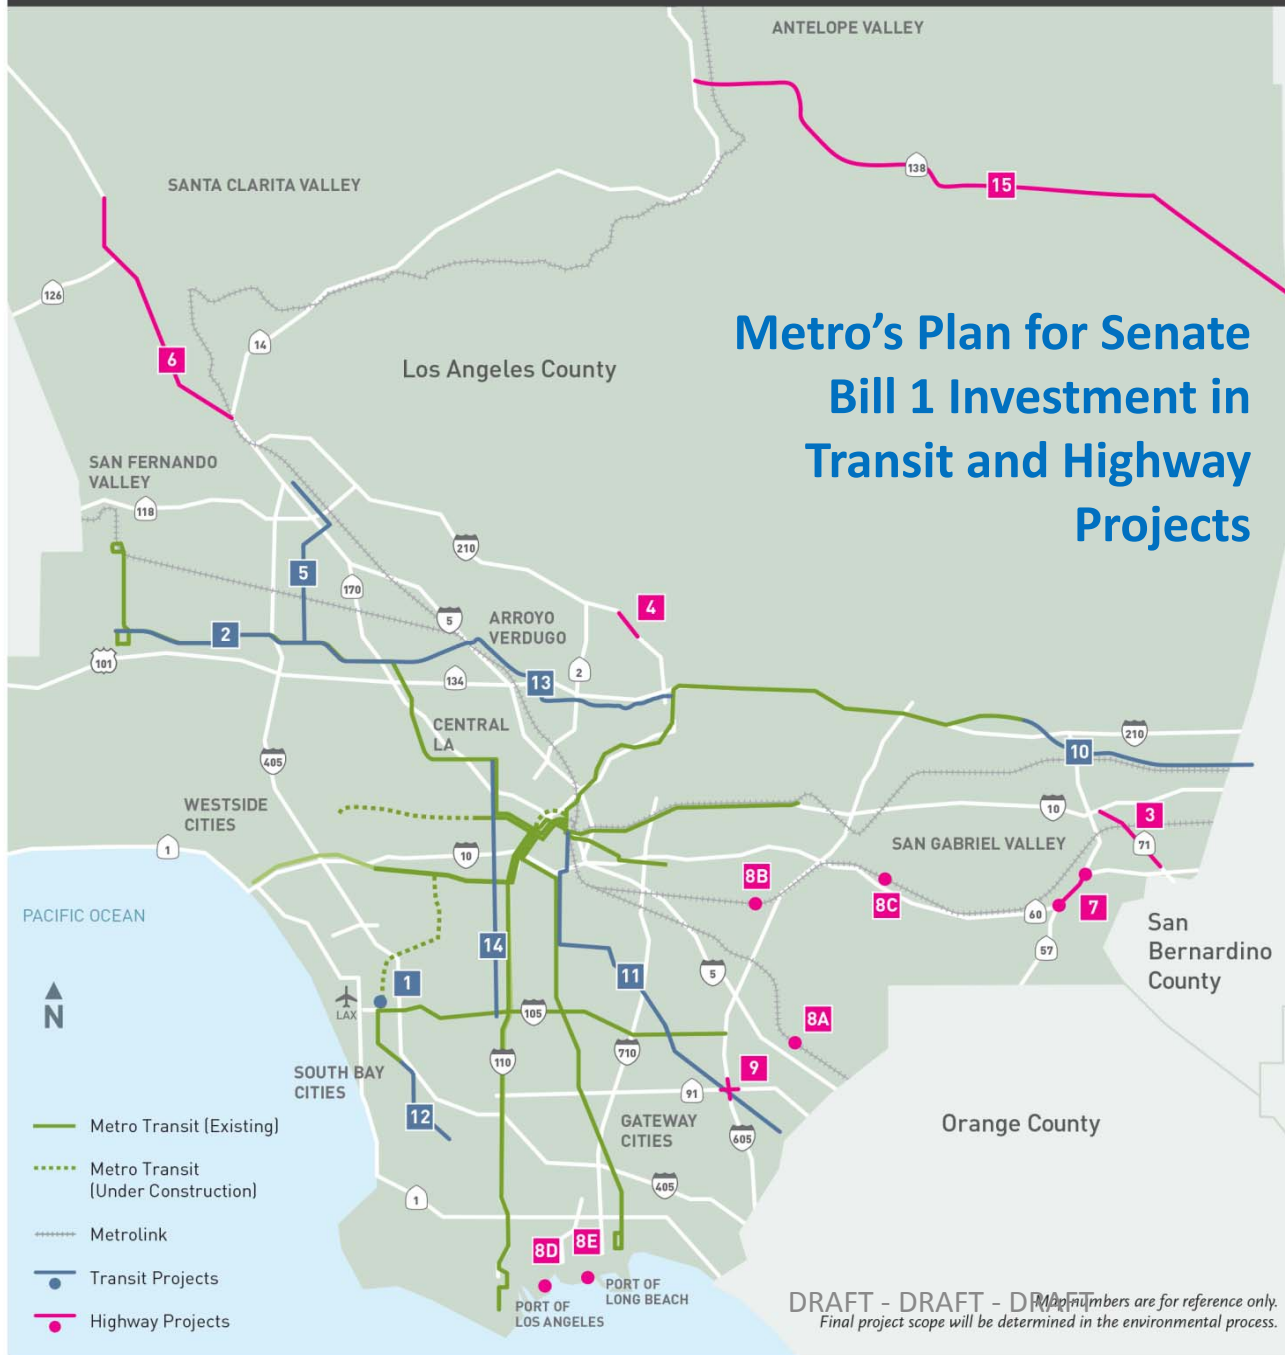 ANTELOPE VALLEY
138
15
SANTA CLARITA VALLEY
126
14
6
Los Angeles County
Metro’s Plan for Senate
Bill 1 Investment in
Transit and Highway
Projects
SAN FERNANDO
VALLEY
118
210
5
170
5
ARROYO
VERDUGO
4
2
101
134
13
2
CENTRAL
LA
405
210
10
WESTSIDE
CITIES
10
3
1
10
SAN GABRIEL VALLEY
71
8B
8C
60
7
PACIFIC OCEAN
57
San
Bernardino
County
14
1
11
5
N
LAX
105
8A
110
710
9
SOUTH BAY
CITIES
91
12
GATEWAY
CITIES
605
Orange County
405
1
8D
8E
PORT OF
LONG BEACH
PORT OF
LOS ANGELES
Metro Transit (Existing)
Metro Transit
(Under Construction)
Metrolink
Transit Projects
Highway Projects
DRAFT - DRAFT - DRAFT
Map numbers are for reference only.
Final project scope will be determined in the environmental process.